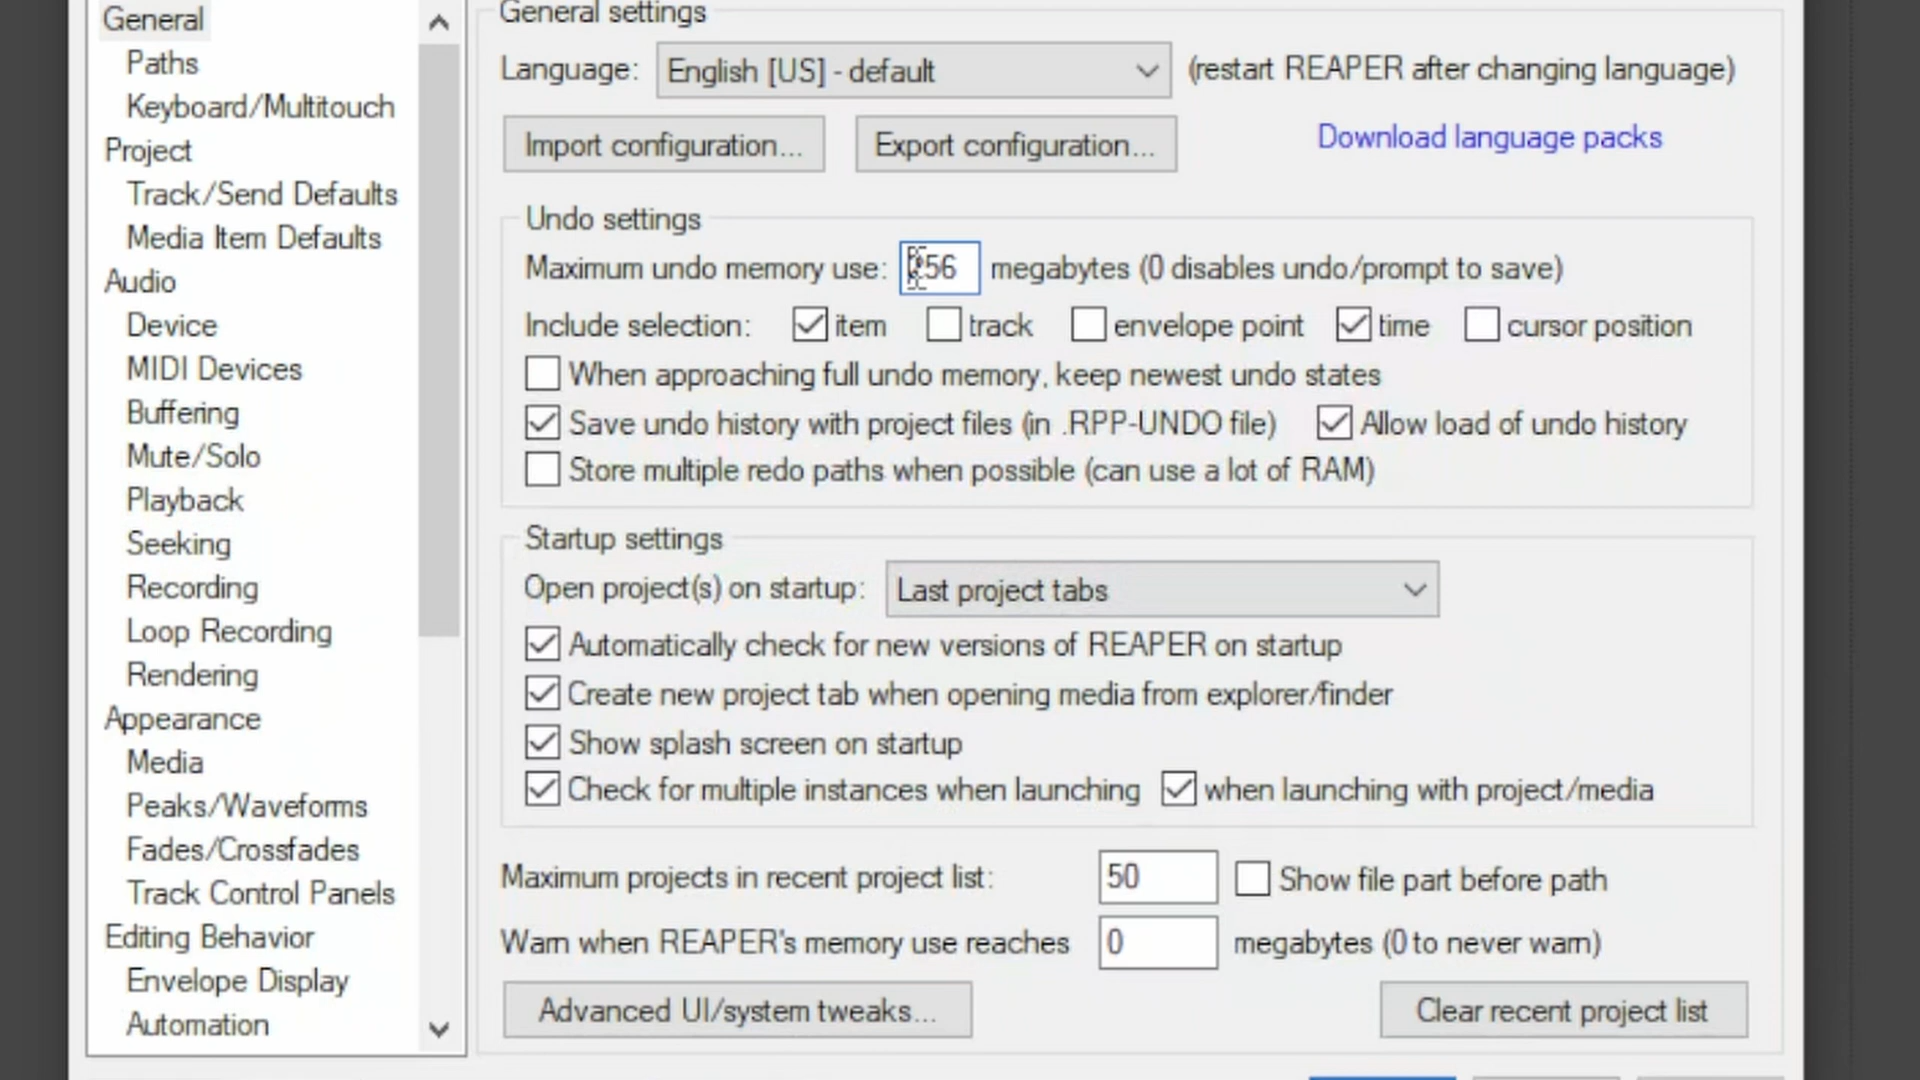 General
Paths
Keyboard/Multitouch
Project
Track/Send Defaults
Media Item Defaults
Audio
Device
MIDI Devices
Buffering
Mute/Solo
Playback
Seeking
Recording
Loop Recording
Rendering
Appearance
Media
Peaks/Waveforms
Fades/Crossfades
Track Control Panels
Editing Behavior
Envelope Display
Automation
General settings
Language: English [US] - default (restart REAPER after changing language)
Import configuration... Export configuration... Download language packs
Undo settings
Maximum undo memory use: 256 megabytes (0 disables undo/prompt to save)
Include selection: item track envelope point time cursor position
When approaching full undo memory, keep newest undo states
Save undo history with project files (in .RPP-UNDO file) Allow load of undo history
Store multiple redo paths when possible (can use a lot of RAM)
Startup settings
Open project(s) on startup: Last project tabs
Automatically check for new versions of REAPER on startup
Create new project tab when opening media from explorer/finder
Show splash screen on startup
Check for multiple instances when launching when launching with project/media
Maximum projects in recent project list: 50 Show file part before path
Warn when REAPER's memory use reaches 0 megabytes (0 to never warn)
Advanced UI/system tweaks... Clear recent project list